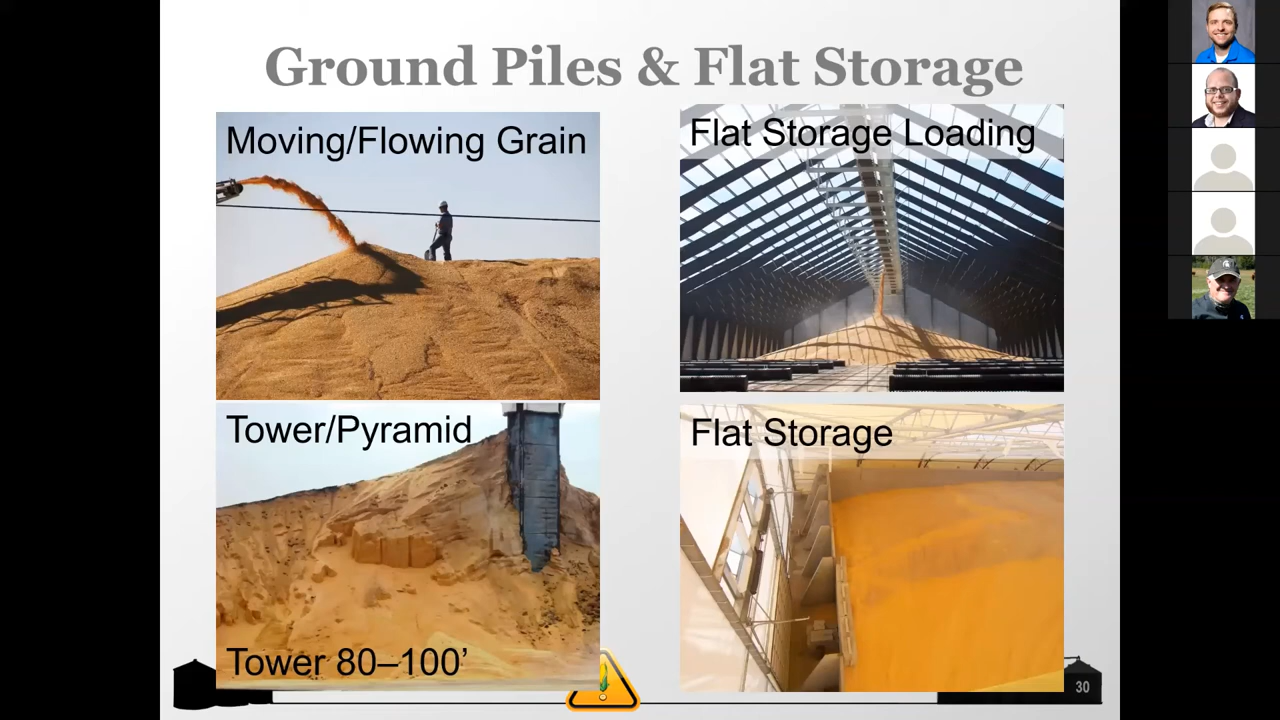 Ground Piles & Flat Storage
Moving/Flowing Grain
Flat Storage Loading
Tower/Pyramid
Flat Storage
Tower 80–100’
30